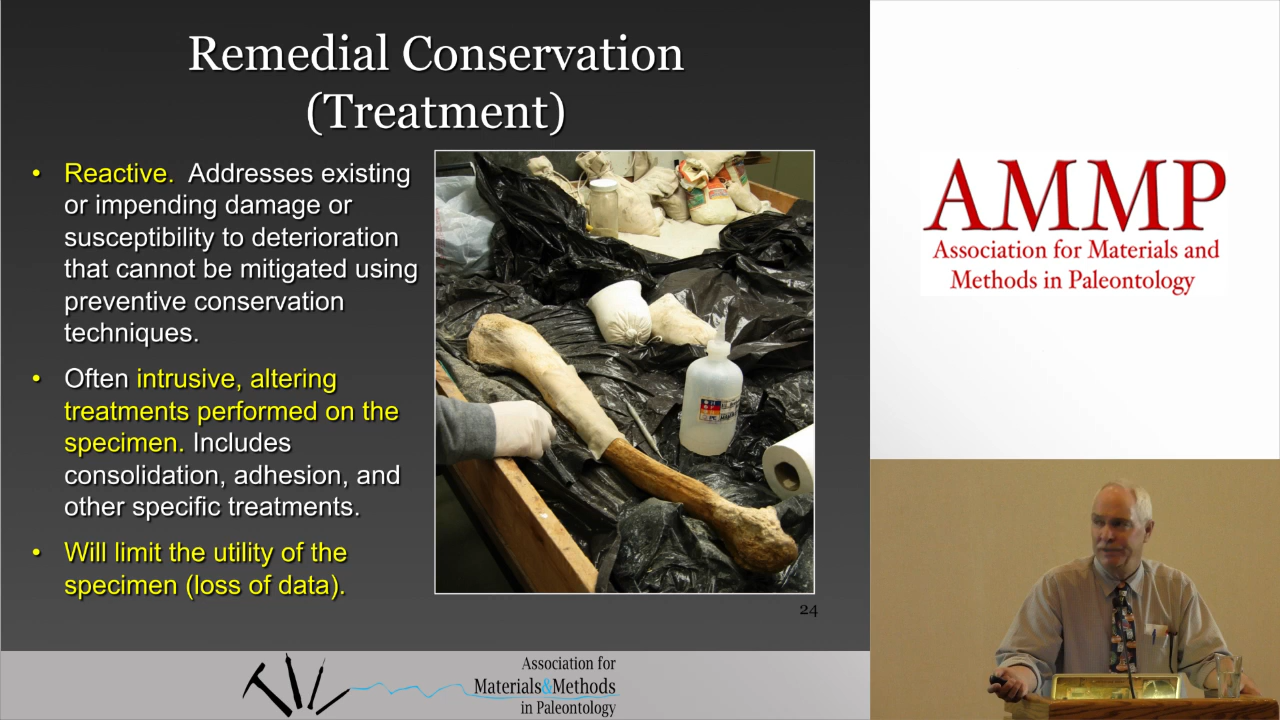 Remedial Conservation
(Treatment)
• Reactive. Addresses existing
or impending damage or
susceptibility to deterioration
that cannot be mitigated using
preventive conservation
techniques.
• Often intrusive, altering
treatments performed on the
specimen. Includes
consolidation, adhesion, and
other specific treatments.
• Will limit the utility of the
specimen (loss of data).
24
Association for
Materials&Methods
in Paleontology
AMMP
Association for Materials and
Methods in Paleontology